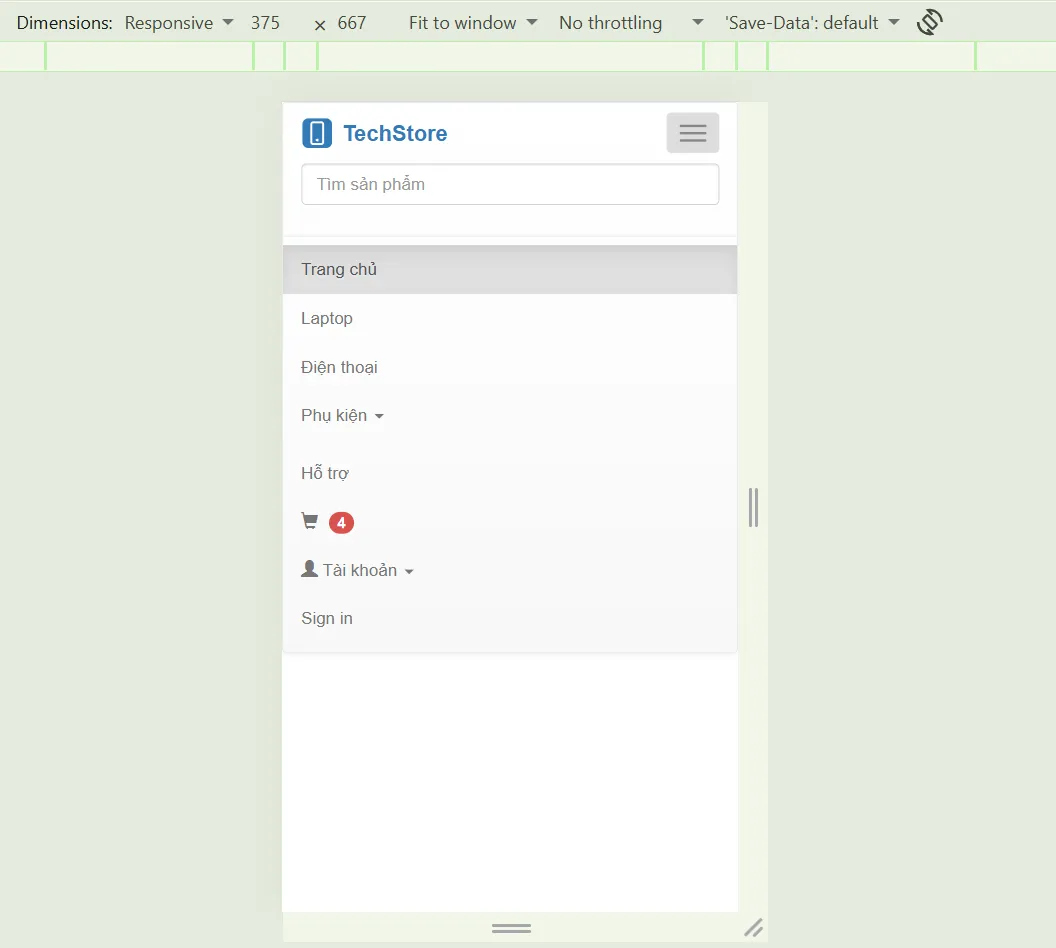 Dimensions: Responsive 375 × 667 Fit to window No throttling 'Save-Data': default
TechStore
Tìm sản phẩm
Trang chủ
Laptop
Điện thoại
Phụ kiện
Hỗ trợ
4
Tài khoản
Sign in